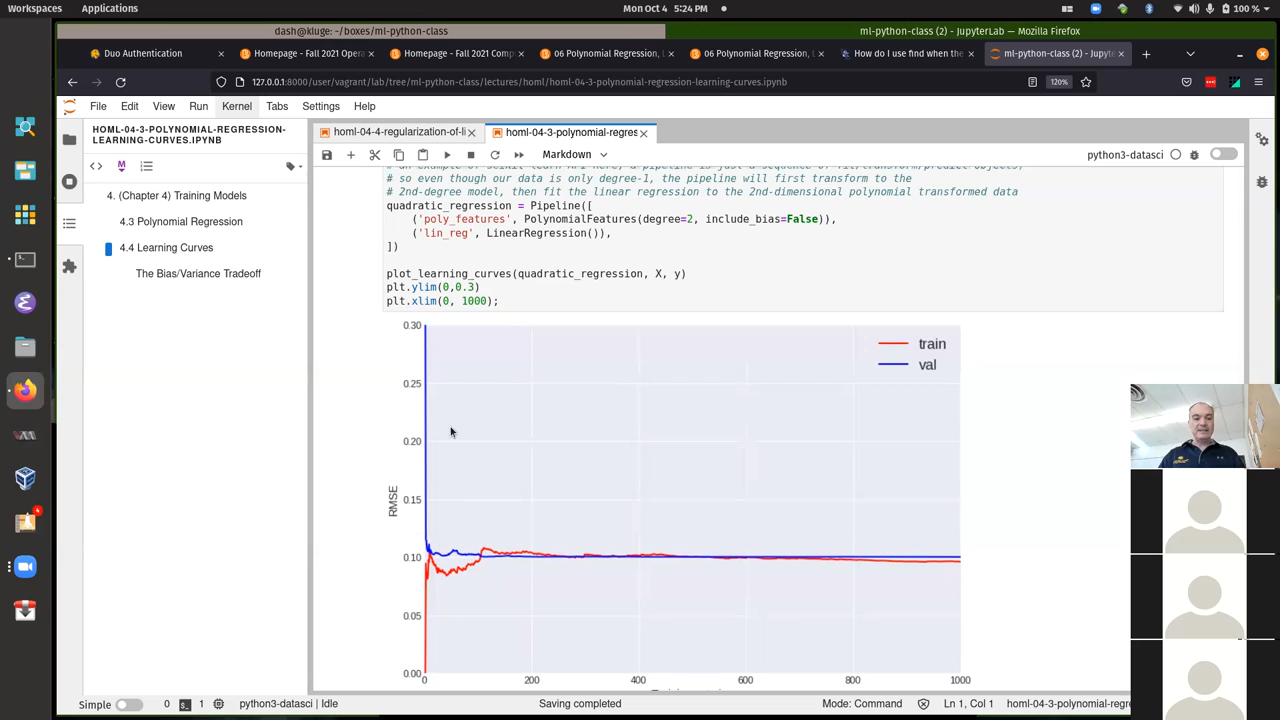 Workspaces
Applications
Mon Oct 4 5:24 PM
100 %
dash@kluge: ~/boxes/ml-python-class
ml-python-class (2) - JupyterLab — Mozilla Firefox
Duo Authentication
Homepage - Fall 2021 Opera
Homepage - Fall 2021 Comp
06 Polynomial Regression, L
06 Polynomial Regression, L
How do I use find when the
ml-python-class (2) - Jupyte
127.0.0.1:8000/user/vagrant/lab/tree/ml-python-class/lectures/homl/homl-04-3-polynomial-regression-learning-curves.ipynb
120%
File Edit View Run Kernel Tabs Settings Help
HOML-04-3-POLYNOMIAL-REGRESSION-
LEARNING-CURVES.IPYNB
4. (Chapter 4) Training Models
4.3 Polynomial Regression
4.4 Learning Curves
The Bias/Variance Tradeoff
homl-04-4-regularization-of-li
homl-04-3-polynomial-regres
Markdown
python3-datasci
# so even though our data is only degree-1, the pipeline will first transform to the
# 2nd-degree model, then fit the linear regression to the 2nd-dimensional polynomial transformed data
quadratic_regression = Pipeline([
('poly_features', PolynomialFeatures(degree=2, include_bias=False)),
('lin_reg', LinearRegression()),
])
plot_learning_curves(quadratic_regression, X, y)
plt.ylim(0,0.3)
plt.xlim(0, 1000);
0.30
0.25
0.20
0.15
0.10
0.05
0.00
RMSE
train
val
0 200 400 600 800 1000
Simple
0
1
python3-datasci | Idle
Saving completed
Mode: Command
Ln 1, Col 1
homl-04-3-polynomial-regre